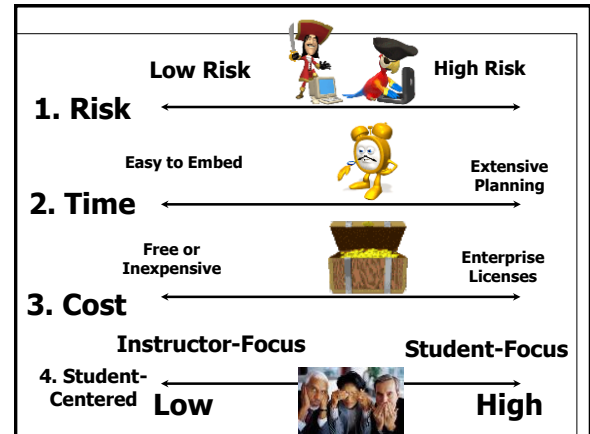 Low Risk
High Risk
1. Risk
Easy to Embed
Extensive
Planning
2. Time
Free or
Inexpensive
Enterprise
Licenses
3. Cost
Instructor-Focus
Student-Focus
4. Student-
Centered
Low
High